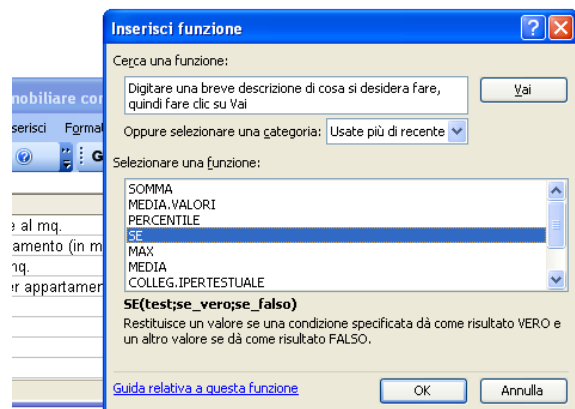 Inserisci funzione
Cerca una funzione:
Digitare una breve descrizione di cosa si desidera fare,
quindi fare clic su Vai
Vai
Oppure selezionare una categoria: Usate più di recente
Selezionare una funzione:
SOMMA
MEDIA.VALORI
PERCENTILE
SE
MAX
MEDIA
COLLEG.IPERTESTUALE
SE(test;se_vero;se_falso)
Restituisce un valore se una condizione specificata dà come risultato VERO e
un altro valore se dà come risultato FALSO.
Guida relativa a questa funzione
OK
Annulla
nobiliare cor
serisci Format
G
e al mq.
amento (in m
mq.
er appartamen